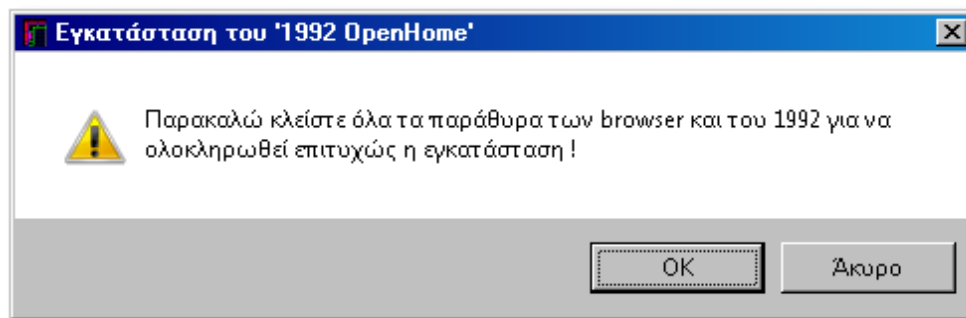 Εγκατάσταση του '1992 OpenHome'
Παρακαλώ κλείστε όλα τα παράθυρα των browser και του 1992 για να
ολοκληρωθεί επιτυχώς η εγκατάσταση !
OK
Άκυρο